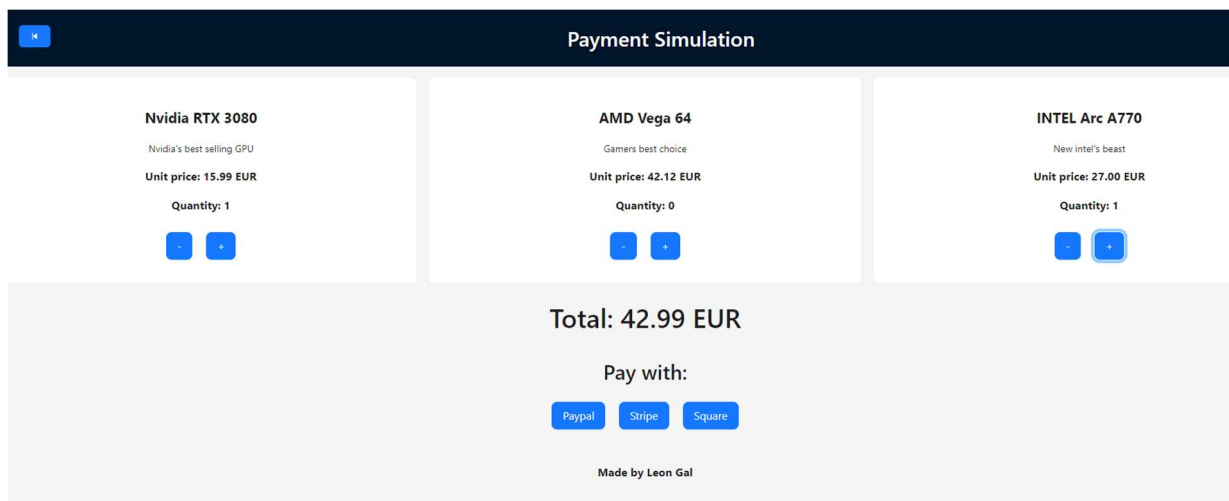 Payment Simulation
Nvidia RTX 3080
Nvidia's best selling GPU
Unit price: 15.99 EUR
Quantity: 1
- +
AMD Vega 64
Gamers best choice
Unit price: 42.12 EUR
Quantity: 0
- +
INTEL Arc A770
New intel's beast
Unit price: 27.00 EUR
Quantity: 1
- +
Total: 42.99 EUR
Pay with:
Paypal Stripe Square
Made by Leon Gal